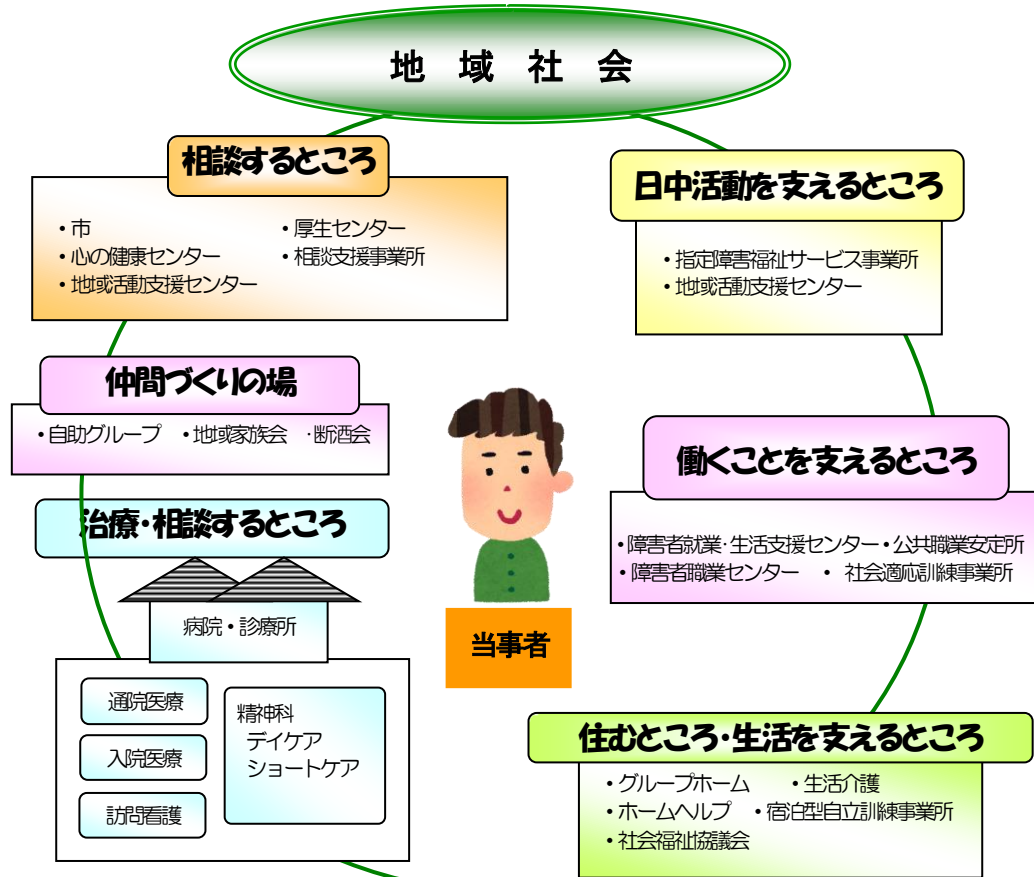 地域社会
相談するところ
・市 ・厚生センター
・心の健康センター ・相談支援事業所
・地域活動支援センター
日中活動を支えるところ
・指定障害福祉サービス事業所
・地域活動支援センター
仲間づくりの場
・自助グループ ・地域家族会 ・断酒会
働くことを支えるところ
・障害者就業・生活支援センター・公共職業安定所
・障害者職業センター ・ 社会適応訓練事業所
治療・相談するところ
病院・診療所
通院医療
入院医療
訪問看護
精神科
デイケア
ショートケア
当事者
住むところ・生活を支えるところ
・グループホーム ・生活介護
・ホームヘルプ ・宿泊型自立訓練事業所
・社会福祉協議会